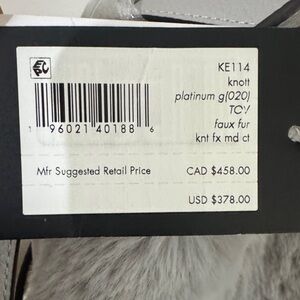 KE114
knott
platinum g(020)
TCV
faux fur
knt fx md ct
1 96021 40188 6
Mfr Suggested Retail Price CAD $458.00
USD $378.00